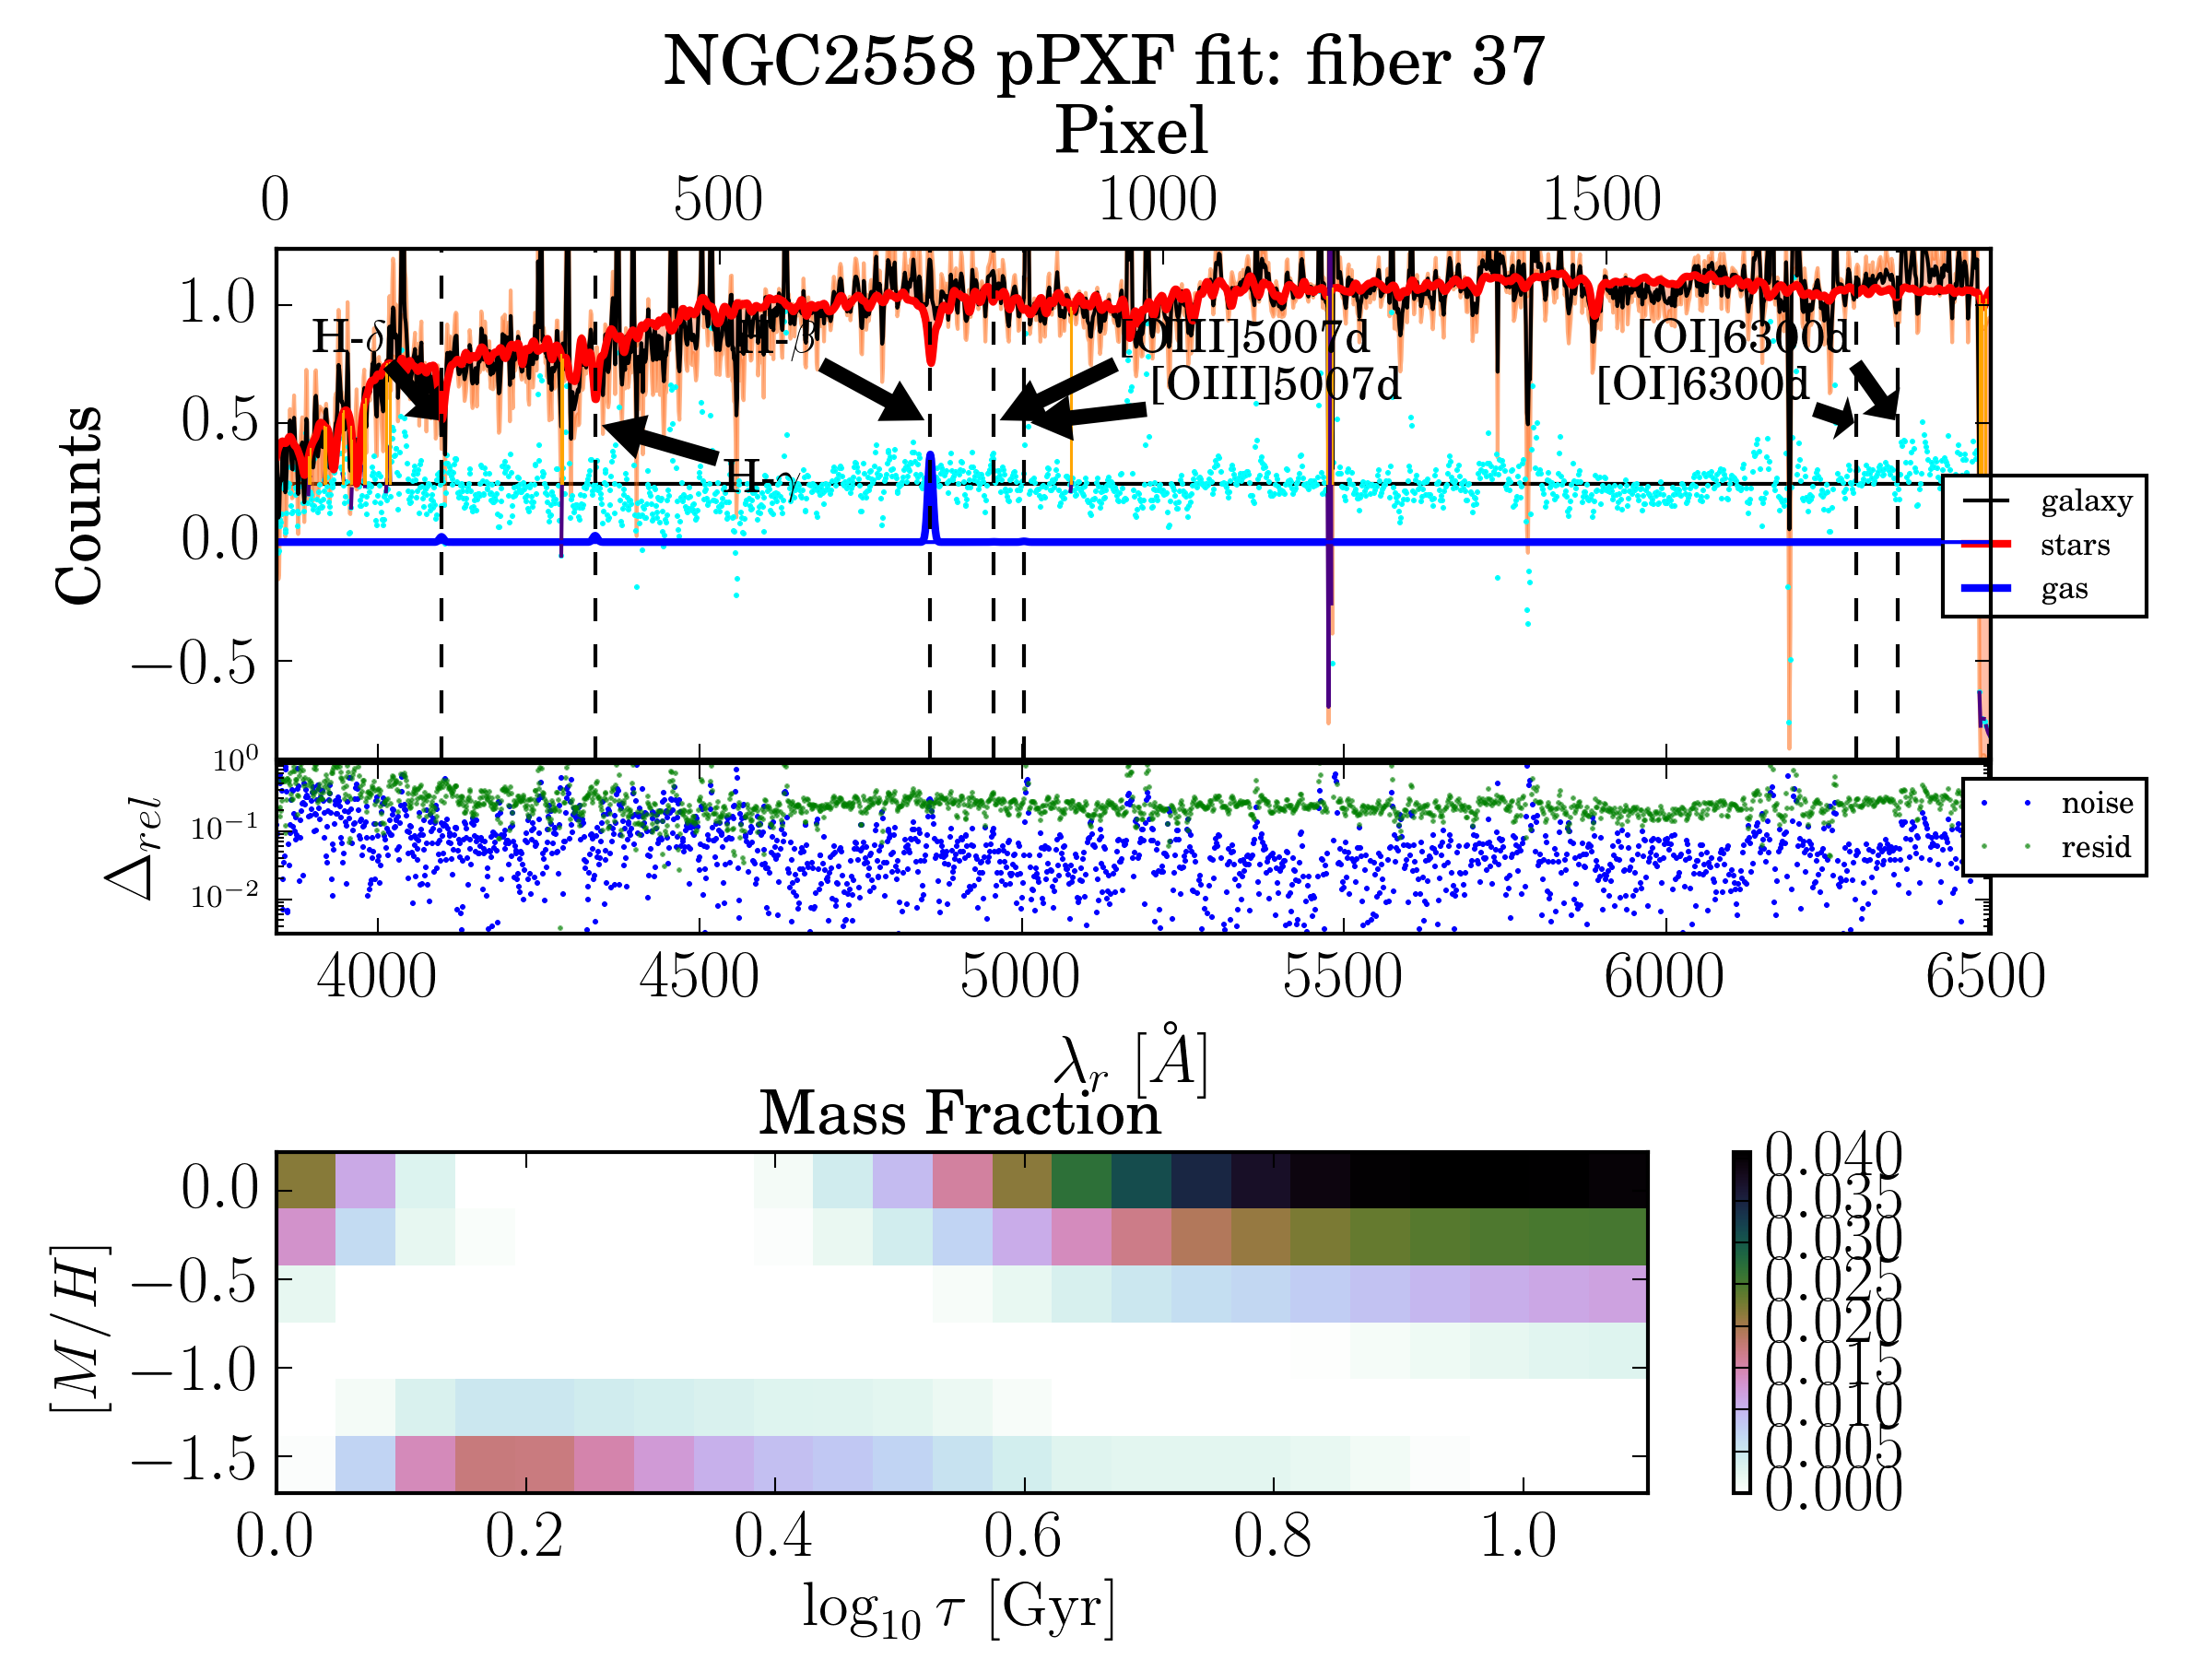 NGC2558 pPXF fit: fiber 37
Pixel
0 500 1000 1500
1.0
0.5
0.0
−0.5
Counts
H-δ
H-β
[OIII]5007d
[OI]6300d
[OIII]5007d
[OI]6300d
H-γ
galaxy
stars
gas
10⁰
10⁻¹
10⁻²
Δrel
noise
resid
4000 4500 5000 5500 6000 6500
λr [Å]
Mass Fraction
0.0
−0.5
−1.0
−1.5
[M/H]
0.040
0.035
0.030
0.025
0.020
0.015
0.010
0.005
0.000
0.0 0.2 0.4 0.6 0.8 1.0
log₁₀ τ [Gyr]